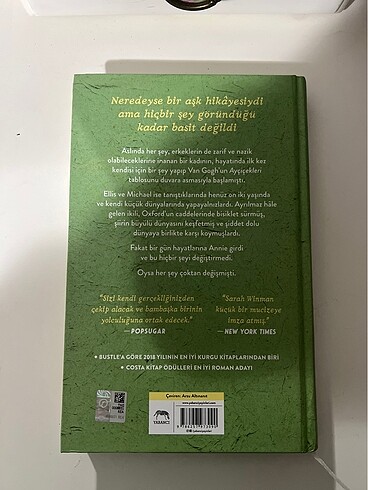 Neredeyse bir aşk hikâyesiydi
ama hiçbir şey göründüğü
kadar basit değildi
Aslında her şey, erkeklerin de zarif ve nazik
olabileceklerine inanan bir kadının, hayatında ilk kez
kendisi için bir şey yapıp Van Gogh'un Ayçiçekleri
tablosunu duvara asmasıyla başlamıştı.
Ellis ve Michael ise tanıştıklarında henüz on iki yaşında
ve kendi küçük dünyalarında yapayalnızlardı. Ayrılmaz hâle
gelen ikili, Oxford'un caddelerinde bisiklet sürmüş,
şiirin büyülü dünyasını keşfetmiş ve şiddet dolu
dünyaya birlikte karşı koymuşlardı.
Fakat bir gün hayatlarına Annie girdi
ve bu hiçbir şeyi değiştirmedi.
Oysa her şey çoktan değişmişti.
"Sizi kendi gerçekliğinizden
çekip alacak ve bambaşka birinin
yolculuğuna ortak edecek."
— POPSUGAR
"Sarah Winman
küçük bir mucizeye
imza atmış."
— NEW YORK TIMES
• BUSTLE'A GÖRE 2018 YILININ EN İYİ KURGU KİTAPLARINDAN BİRİ
• COSTA KİTAP ÖDÜLLERİ EN İYİ ROMAN ADAYI
YABANCI
Çeviren: Arzu Altınanıt